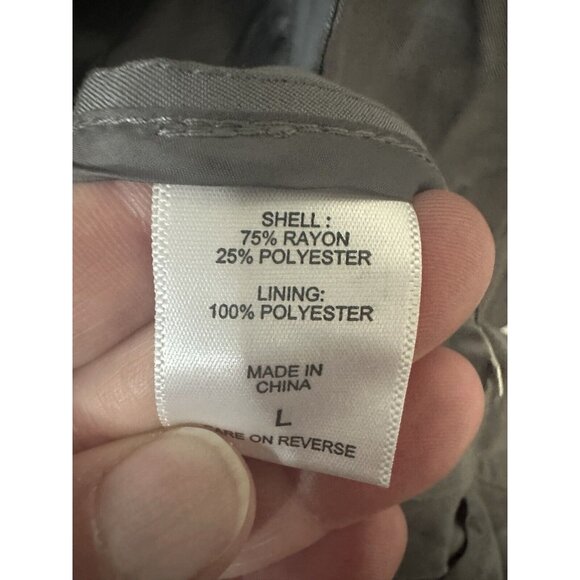 SHELL :
75% RAYON
25% POLYESTER
LINING:
100% POLYESTER
MADE IN
CHINA
L
ARE ON REVERSE